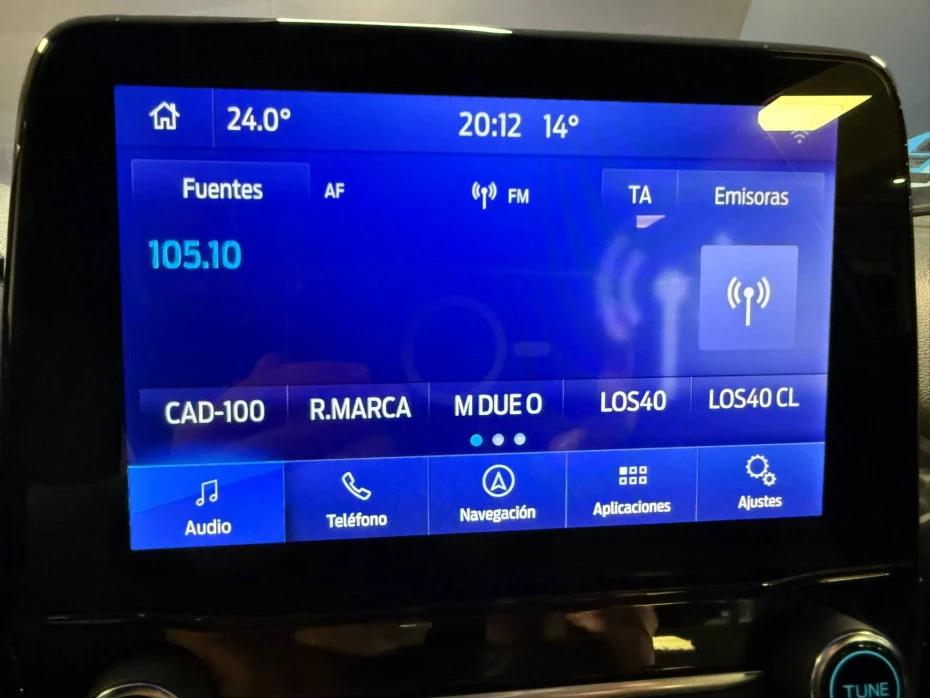 24.0° 20:12 14°
Fuentes AF FM TA Emisoras
105.10
CAD-100 R.MARCA M DUE O LOS40 LOS40 CL
Audio Teléfono Navegación Aplicaciones Ajustes
TUNE